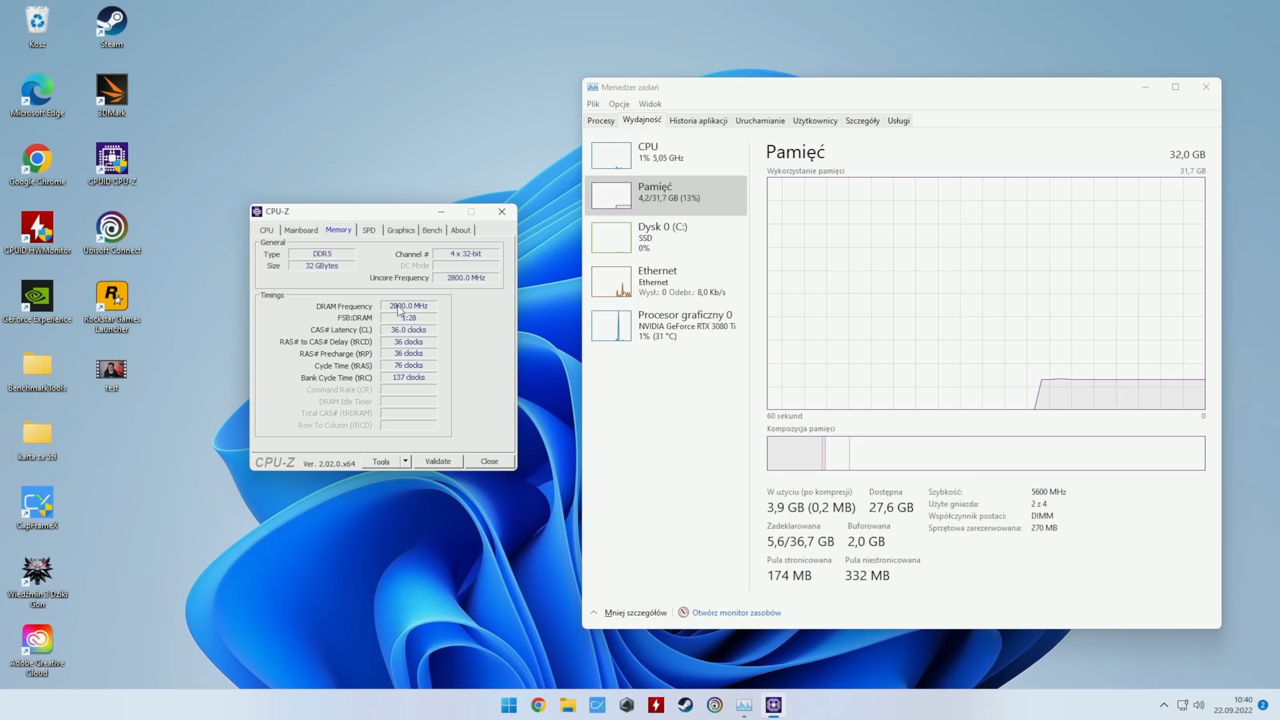 Kosz
Steam
Microsoft Edge
3DMark
Google Chrome
CPUID CPU-Z
CPUID HWMonitor
Ubisoft Connect
GeForce Experience
Rockstar Games
Launcher
BenchmarkTools
test
karta za 5zł
CapFrameX
Wiedźmin 3 Dziki
Gon
Adobe Creative
Cloud
CPU-Z
CPU
Mainboard
Memory
SPD
Graphics
Bench
About
General
Type
DDR5
Channel #
4 x 32-bit
Size
32 GBytes
DC Mode
Uncore Frequency
2800.0 MHz
Timings
DRAM Frequency
2800.0 MHz
FSB:DRAM
1:28
CAS# Latency (CL)
36.0 clocks
RAS# to CAS# Delay (tRCD)
36 clocks
RAS# Precharge (tRP)
36 clocks
Cycle Time (tRAS)
76 clocks
Bank Cycle Time (tRC)
137 clocks
Command Rate (CR)
DRAM Idle Timer
Total CAS# (tRDRAM)
Row To Column (tRCD)
CPU-Z
Ver. 2.02.0.x64
Tools
Validate
Close
Menedżer zadań
Plik
Opcje
Widok
Procesy
Wydajność
Historia aplikacji
Uruchamianie
Użytkownicy
Szczegóły
Usługi
CPU
1% 5,05 GHz
Pamięć
4,2/31,7 GB (13%)
Dysk 0 (C:)
SSD
0%
Ethernet
Ethernet
Wysł.: 0 Odebr.: 8,0 Kb/s
Procesor graficzny 0
NVIDIA GeForce RTX 3080 Ti
1% (31 °C)
Pamięć
32,0 GB
Wykorzystanie pamięci
31,7 GB
60 sekund
0
Kompozycja pamięci
W użyciu (po kompresji)
3,9 GB (0,2 MB)
Dostępna
27,6 GB
Zadeklarowana
5,6/36,7 GB
Buforowana
2,0 GB
Pula stronicowana
174 MB
Pula niestronicowana
332 MB
Szybkość:
5600 MHz
Użyte gniazda:
2 z 4
Współczynnik postaci:
DIMM
Sprzętowa zarezerwowana:
270 MB
Mniej szczegółów
Otwórz monitor zasobów
10:40
22.09.2022
2